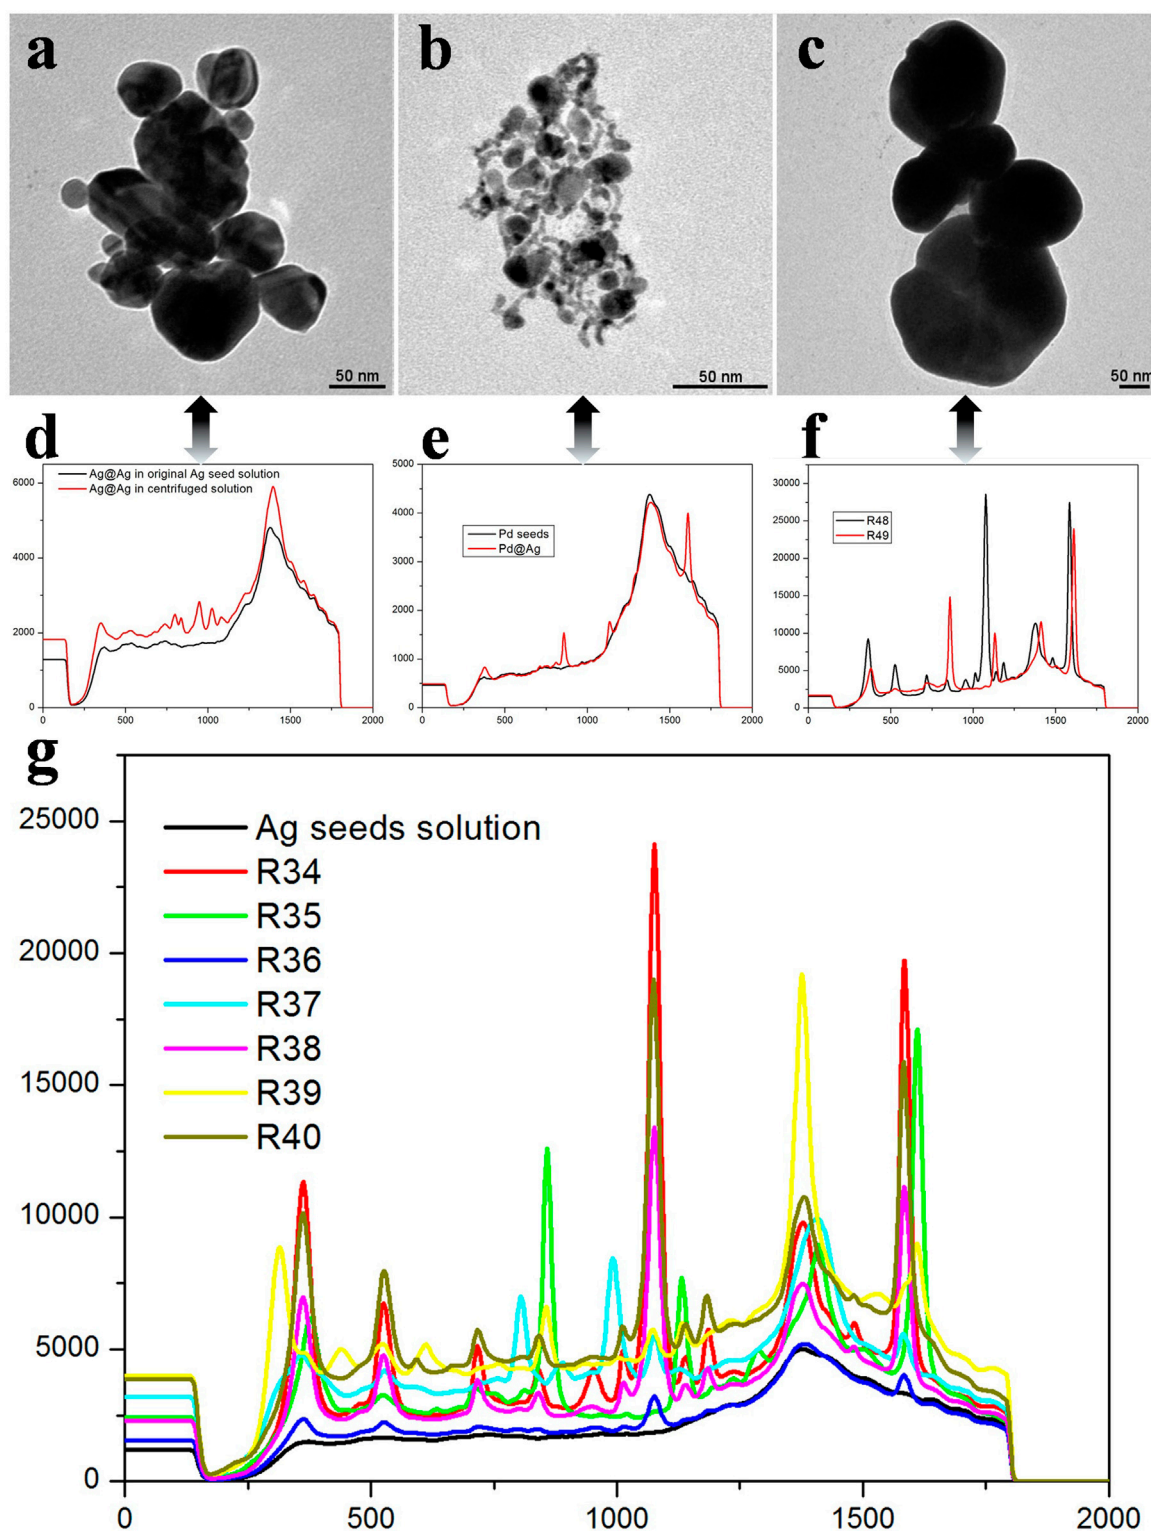 a
b
c
50 nm
50 nm
50 nm
d
e
f
Ag@Ag in original Ag seed solution
Ag@Ag in centrifuged solution
6000
4000
2000
0
0
500
1000
1500
2000
Pd seeds
Pd@Ag
5000
4000
3000
2000
1000
0
0
500
1000
1500
2000
R48
R49
30000
25000
20000
15000
10000
5000
0
0
500
1000
1500
2000
g
25000
20000
15000
10000
5000
0
Ag seeds solution
R34
R35
R36
R37
R38
R39
R40
0
500
1000
1500
2000